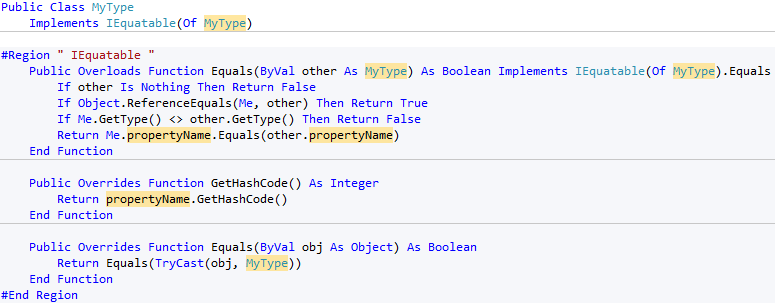 Public Class MyType
    Implements IEquatable(Of MyType)
#Region " IEquatable "
    Public Overloads Function Equals(ByVal other As MyType) As Boolean Implements IEquatable(Of MyType).Equals
        If other Is Nothing Then Return False
        If Object.ReferenceEquals(Me, other) Then Return True
        If Me.GetType() <> other.GetType() Then Return False
        Return Me.propertyName.Equals(other.propertyName)
    End Function
    Public Overrides Function GetHashCode() As Integer
        Return propertyName.GetHashCode()
    End Function
    Public Overrides Function Equals(ByVal obj As Object) As Boolean
        Return Equals(TryCast(obj, MyType))
    End Function
#End Region